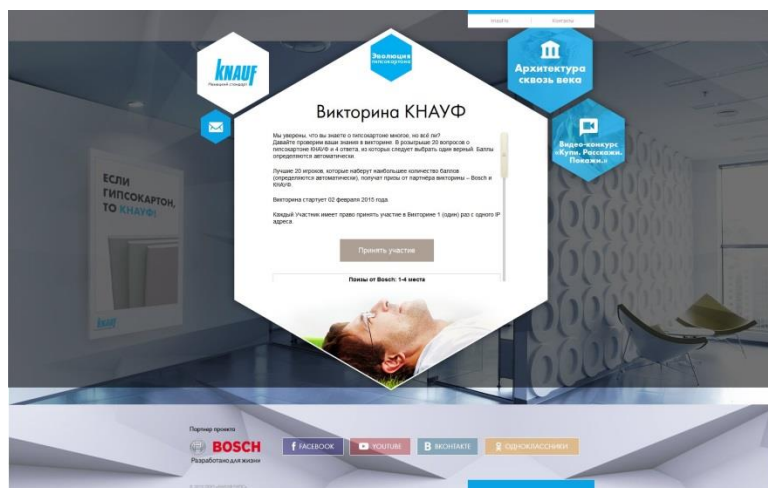 Контакты
KNAUF
Немецкий стандарт
Эволюция
гипсокартона
Архитектура
сквозь века
Видео-конкурс
«Купи. Расскажи.
Покажи.»
Викторина КНАУФ
Мы уверены, что вы знаете о гипсокартоне многое, но всё ли?
Давайте проверим ваши знания в викторине. В розыгрыше 20 вопросов о
гипсокартоне КНАУФ и 4 ответа, из которых следует выбрать один верный. Баллы
определяются автоматически.
Лучшие 20 игроков, которые наберут наибольшее количество баллов
(определяются автоматически), получат призы от партнёра викторины – Bosch и
КНАУФ.
Викторина стартует 02 февраля 2015 года.
Каждый Участник имеет право принять участие в Викторине 1 (один) раз с одного IP
адреса.
Принять участие
Призы от Bosch: 1-4 места
ЕСЛИ
ГИПСОКАРТОН,
ТО КНАУФ!
KNAUF
Партнер проекта
BOSCH
Разработано для жизни
FACEBOOK
YOUTUBE
ВКОНТАКТЕ
ОДНОКЛАССНИКИ